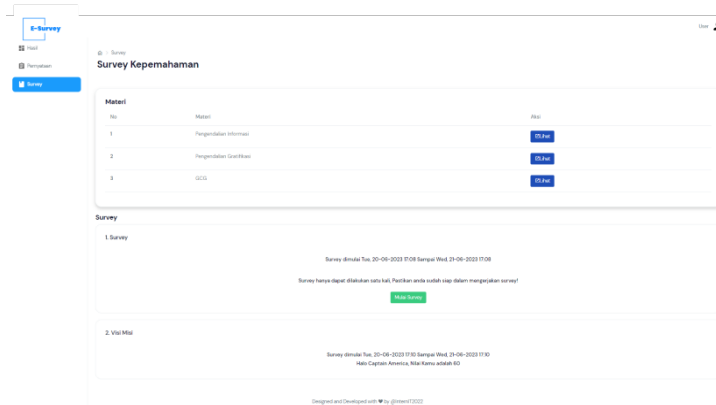 E-Survey
User
Hasil
Pernyataan
Survey
Survey
Survey Kepemahaman
Materi
No Materi Aksi
1 Pengendalian Informasi Lihat
2 Pengendalian Gratifikasi Lihat
3 GCG Lihat
Survey
1. Survey
Survey dimulai Tue, 20-06-2023 17.08 Sampai Wed, 21-06-2023 17.08
Survey hanya dapat dilakukan satu kali, Pastikan anda sudah siap dalam mengerjakan survey!
Mulai Survey
2. Visi Misi
Survey dimulai Tue, 20-06-2023 17.10 Sampai Wed, 21-06-2023 17.10
Halo Captain America, Nilai Kamu adalah 60
Designed and Developed with ♥ by @InternIT2022